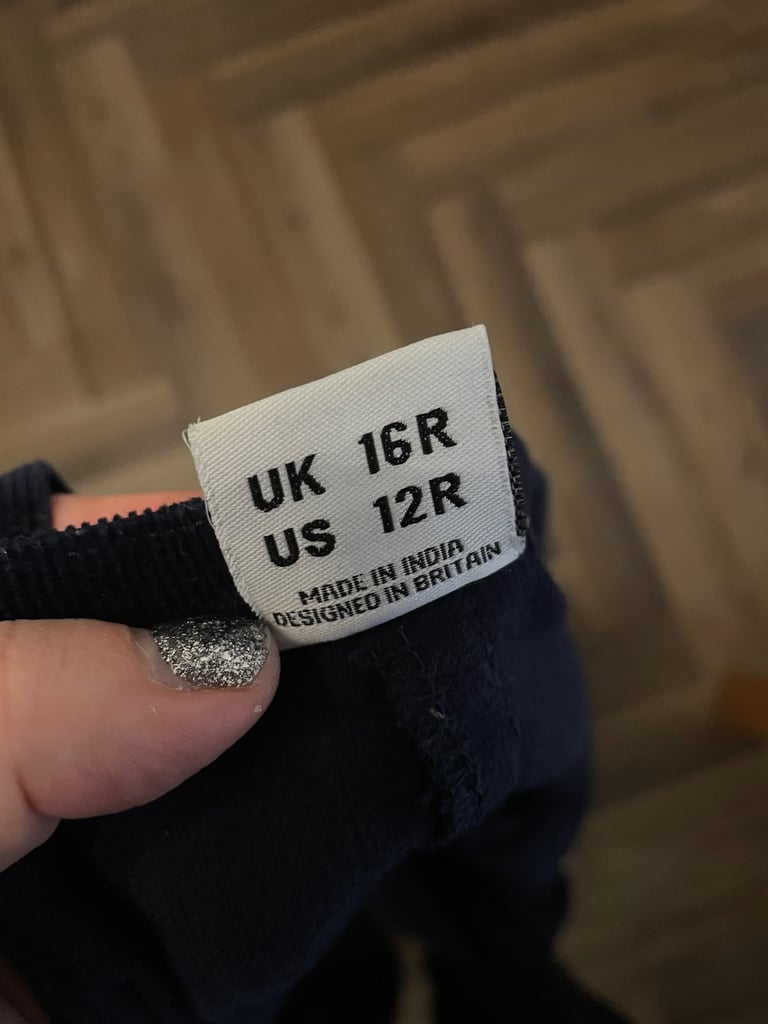 UK 16R
US 12R
MADE IN INDIA
DESIGNED IN BRITAIN